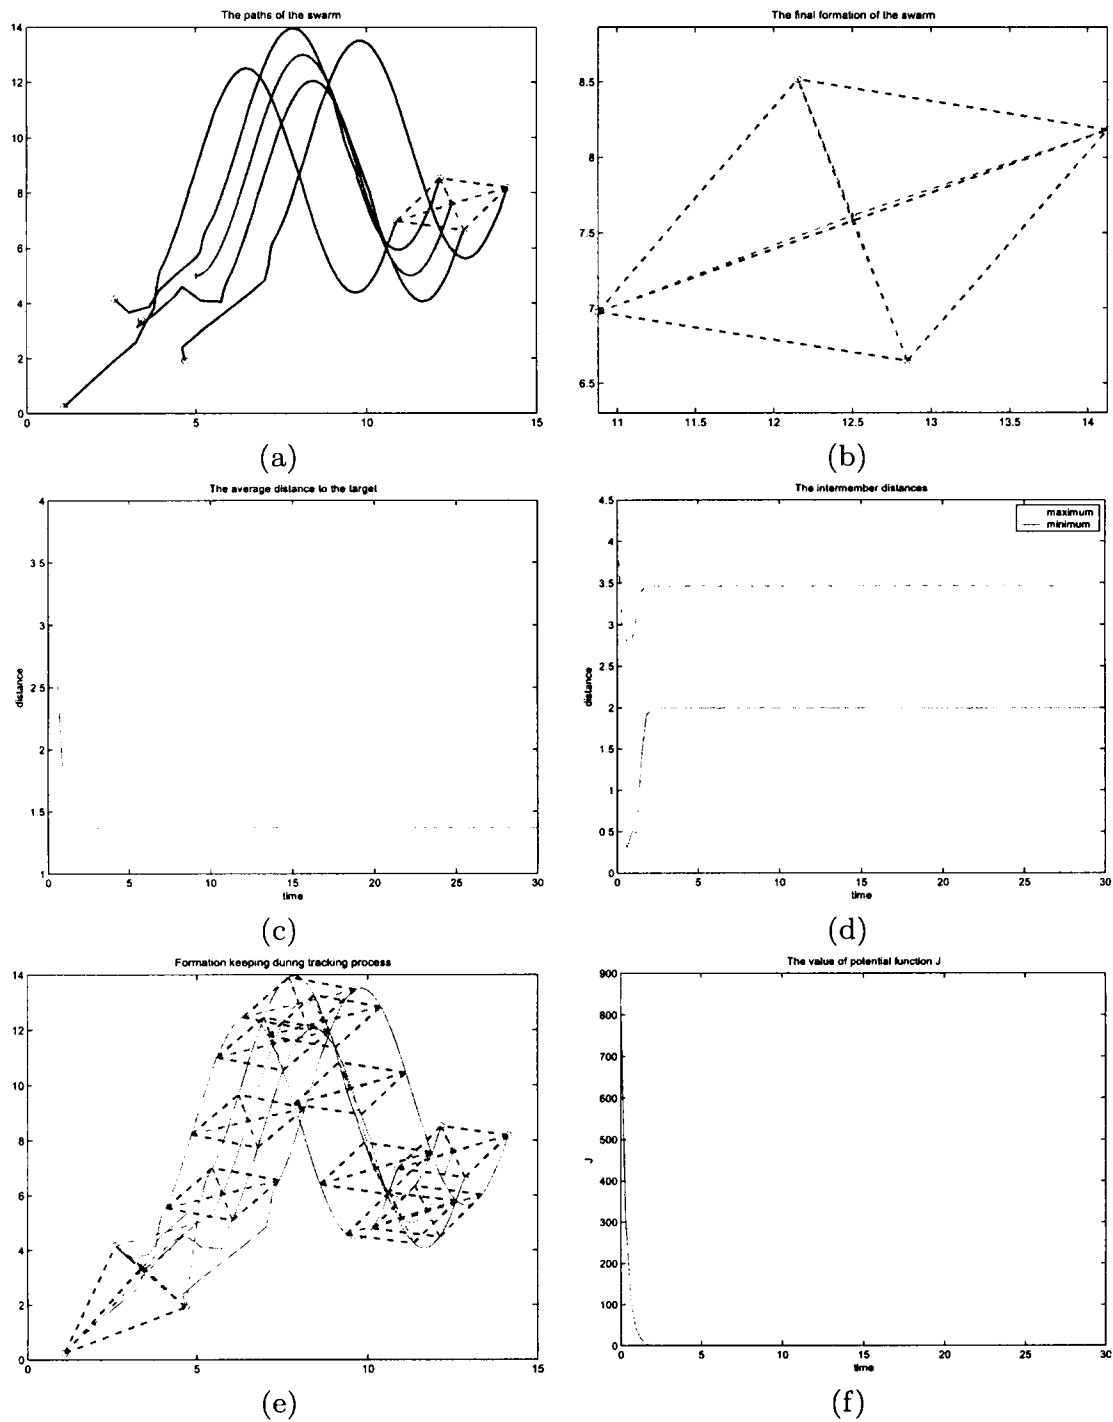 The paths of the swarm
14
12
10
8
6
4
2
0
0 5 10 15
(a)
The final formation of the swarm
8.5
8
7.5
7
6.5
11 11.5 12 12.5 13 13.5 14
(b)
The average distance to the target
4
3.5
3
2.5
2
1.5
1
distance
0 5 10 15 20 25 30
time
(c)
The intermember distances
maximum
minimum
4.5
4
3.5
3
2.5
2
1.5
1
0 5
0
distance
0 5 10 15 20 25 30
time
(d)
Formation keeping during tracking process
14
12
10
8
6
4
2
0
0 5 10 15
(e)
The value of potential function J
900
800
700
600
500
400
300
200
100
0
J
0 5 10 15 20 25 30
time
(f)